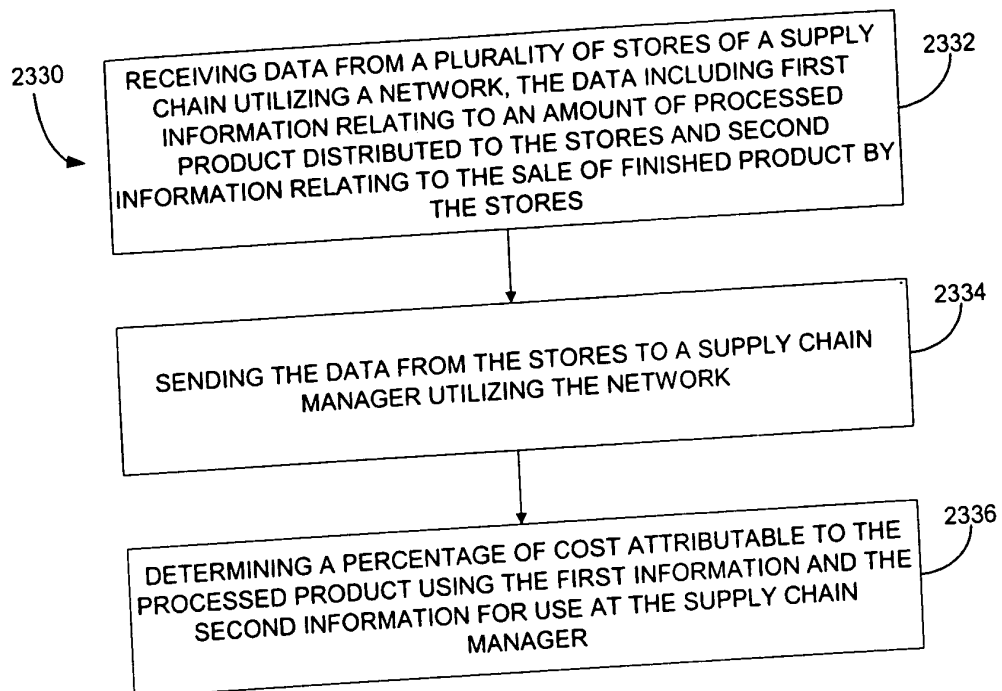 2330
2332
RECEIVING DATA FROM A PLURALITY OF STORES OF A SUPPLY
CHAIN UTILIZING A NETWORK, THE DATA INCLUDING FIRST
INFORMATION RELATING TO AN AMOUNT OF PROCESSED
PRODUCT DISTRIBUTED TO THE STORES AND SECOND
INFORMATION RELATING TO THE SALE OF FINISHED PRODUCT BY
THE STORES
2334
SENDING THE DATA FROM THE STORES TO A SUPPLY CHAIN
MANAGER UTILIZING THE NETWORK
2336
DETERMINING A PERCENTAGE OF COST ATTRIBUTABLE TO THE
PROCESSED PRODUCT USING THE FIRST INFORMATION AND THE
SECOND INFORMATION FOR USE AT THE SUPPLY CHAIN
MANAGER